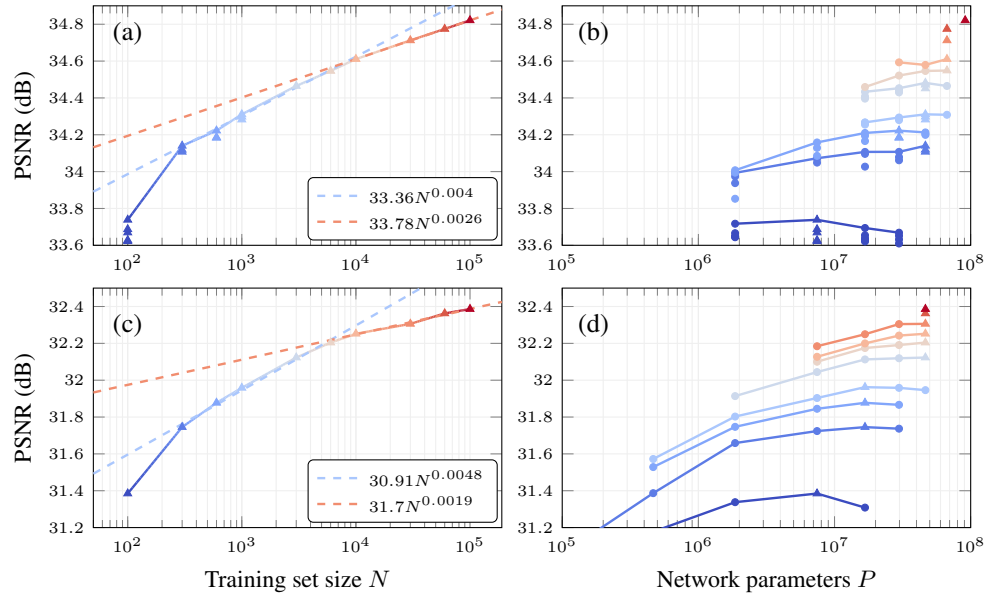 34.8
34.6
34.4
34.2
34
33.8
33.6
PSNR (dB)
(a)
33.36N^0.004
33.78N^0.0026
10^2
10^3
10^4
10^5
(b)
10^5
10^6
10^7
10^8
32.4
32.2
32
31.8
31.6
31.4
31.2
PSNR (dB)
(c)
30.91N^0.0048
31.7N^0.0019
10^2
10^3
10^4
10^5
Training set size N
(d)
10^5
10^6
10^7
10^8
Network parameters P